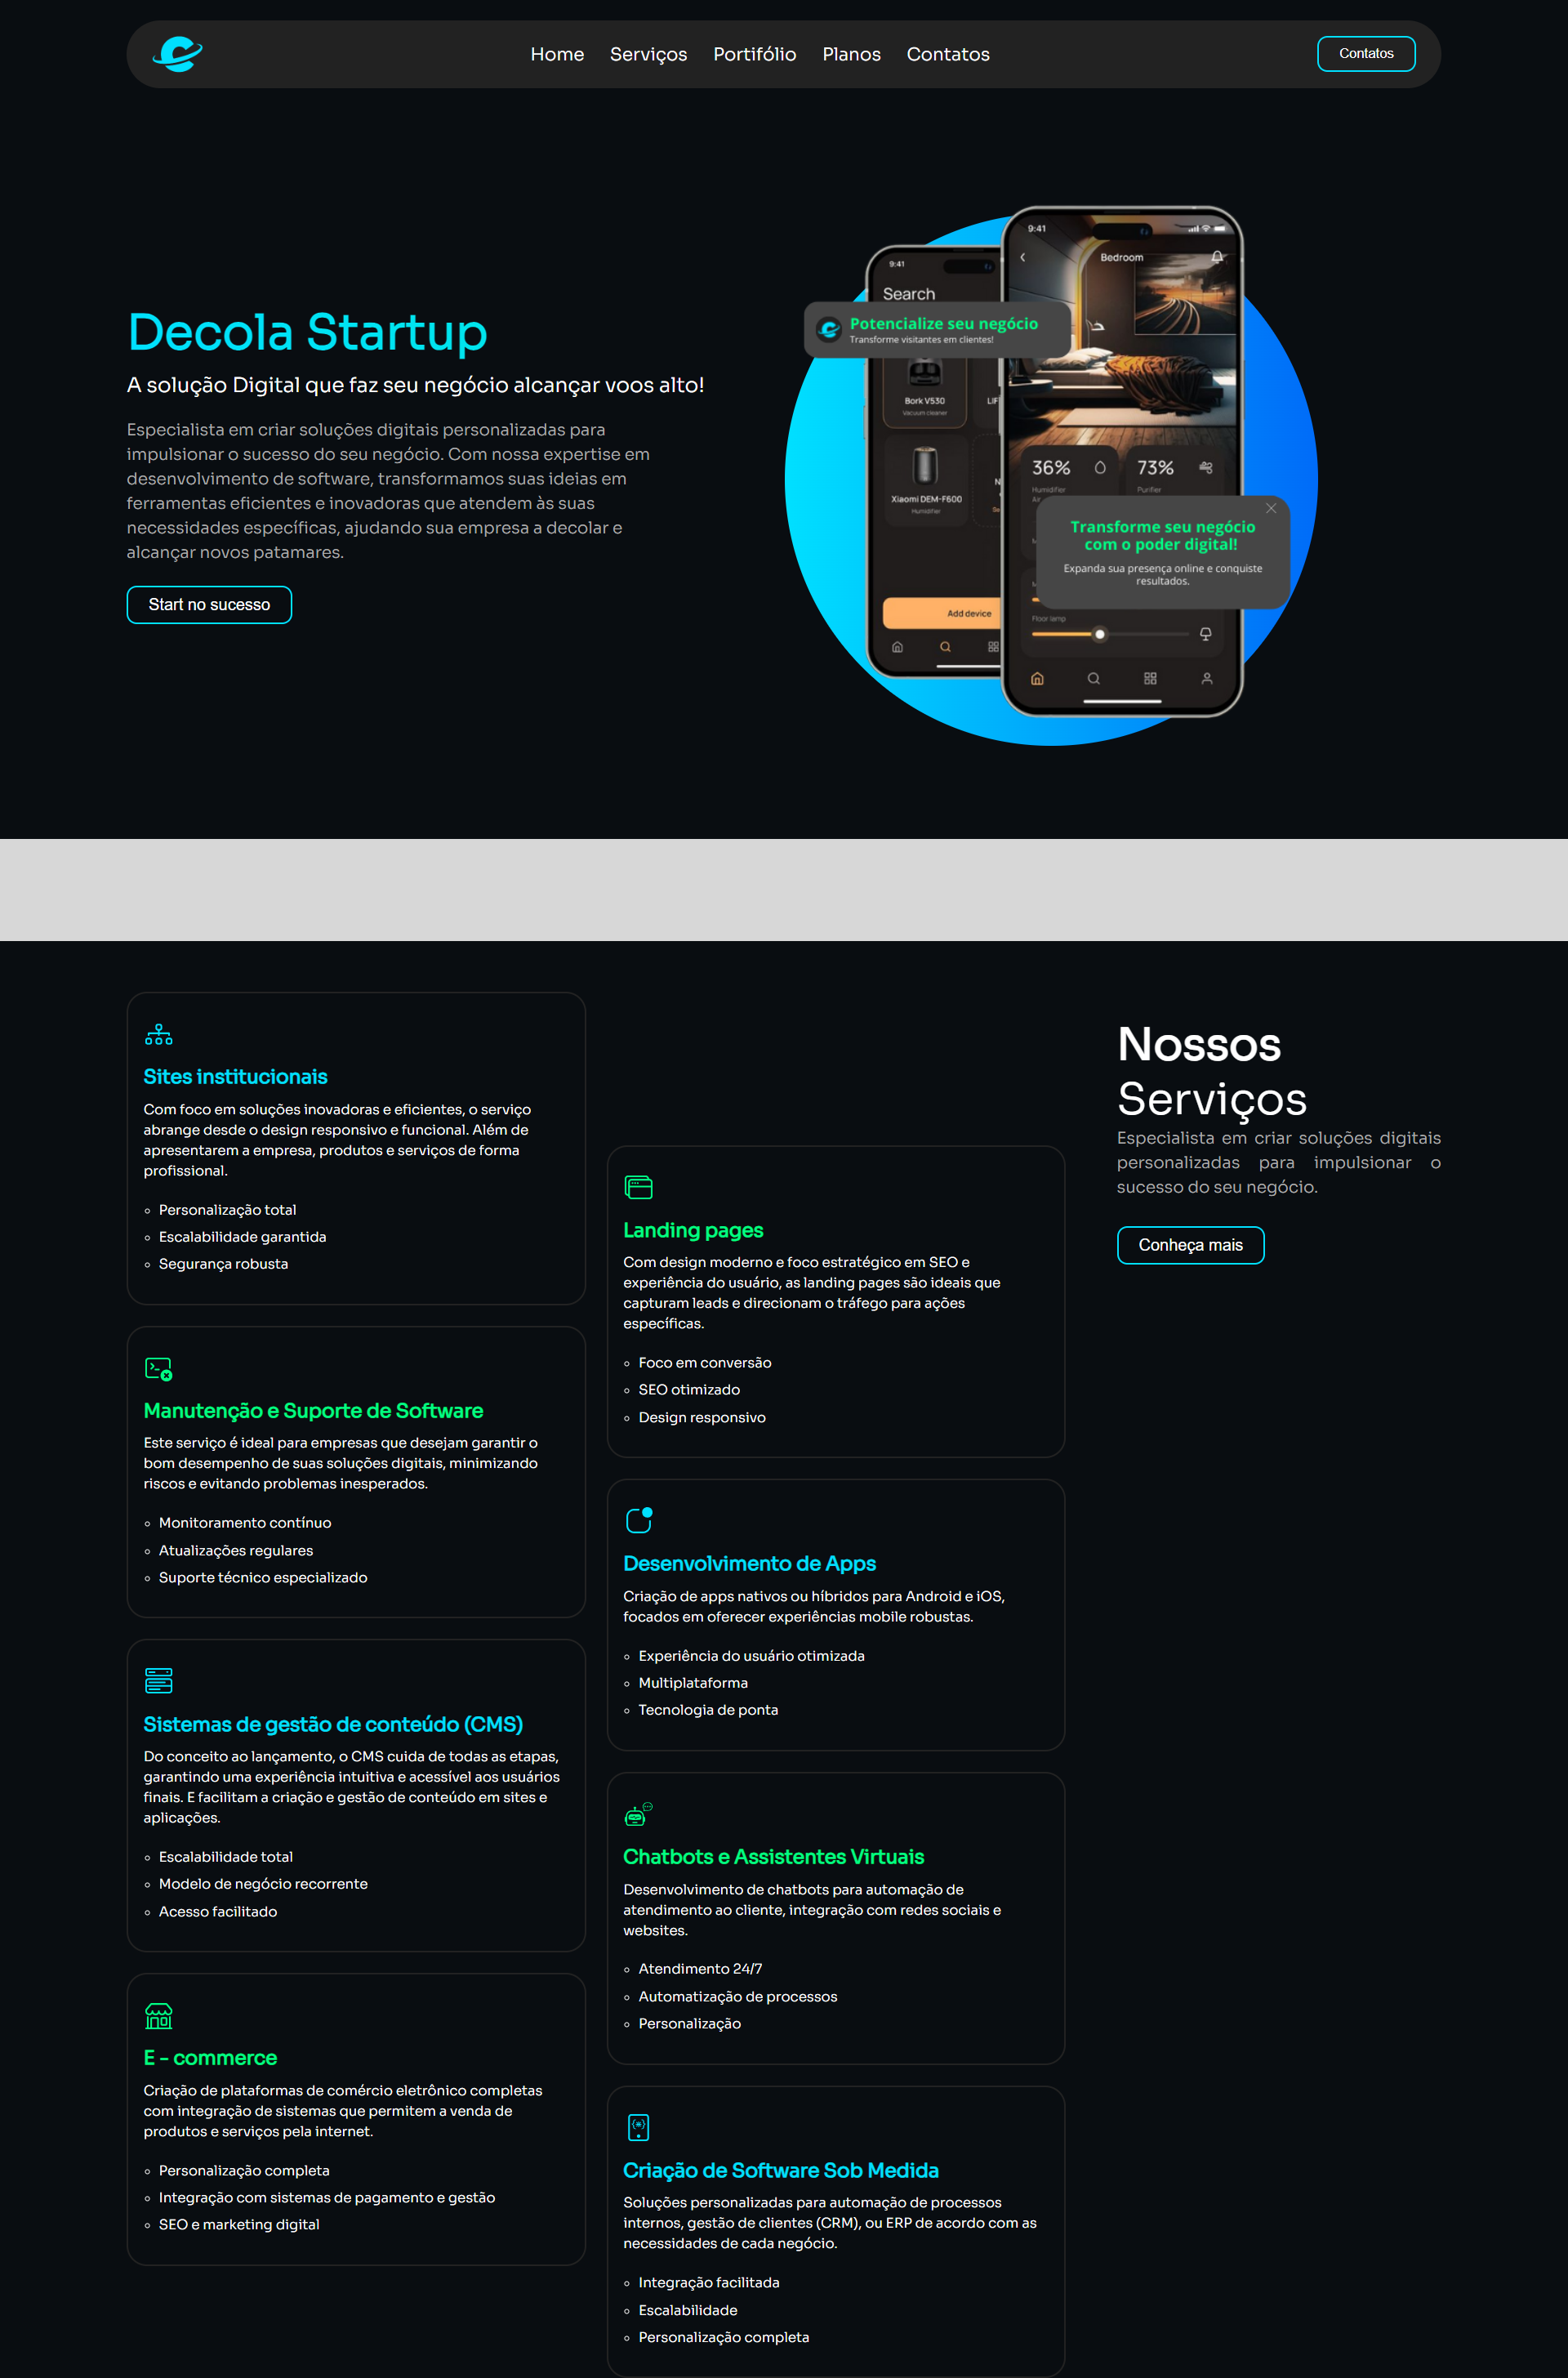 Home Serviços Portifólio Planos Contatos
Contatos
Decola Startup
A solução Digital que faz seu negócio alcançar voos alto!
Especialista em criar soluções digitais personalizadas para
impulsionar o sucesso do seu negócio. Com nossa expertise em
desenvolvimento de software, transformamos suas ideias em
ferramentas eficientes e inovadoras que atendem às suas
necessidades específicas, ajudando sua empresa a decolar e
alcançar novos patamares.
Start no sucesso
9:41
Search
Potencialize seu negócio
Transforme visitantes em clientes!
Bork V530
Vacuum cleaner
Xiaomi DEM-F600
Humidifier
Add device
9:41
Bedroom
36%
Humidifier
73%
Purifier
Transforme seu negócio
com o poder digital!
Expanda sua presença online e conquiste
resultados.
Floor lamp
Sites institucionais
Com foco em soluções inovadoras e eficientes, o serviço
abrange desde o design responsivo e funcional. Além de
apresentarem a empresa, produtos e serviços de forma
profissional.
Personalização total
Escalabilidade garantida
Segurança robusta
Manutenção e Suporte de Software
Este serviço é ideal para empresas que desejam garantir o
bom desempenho de suas soluções digitais, minimizando
riscos e evitando problemas inesperados.
Monitoramento contínuo
Atualizações regulares
Suporte técnico especializado
Sistemas de gestão de conteúdo (CMS)
Do conceito ao lançamento, o CMS cuida de todas as etapas,
garantindo uma experiência intuitiva e acessível aos usuários
finais. E facilitam a criação e gestão de conteúdo em sites e
aplicações.
Escalabilidade total
Modelo de negócio recorrente
Acesso facilitado
E - commerce
Criação de plataformas de comércio eletrônico completas
com integração de sistemas que permitem a venda de
produtos e serviços pela internet.
Personalização completa
Integração com sistemas de pagamento e gestão
SEO e marketing digital
Landing pages
Com design moderno e foco estratégico em SEO e
experiência do usuário, as landing pages são ideais que
capturam leads e direcionam o tráfego para ações
específicas.
Foco em conversão
SEO otimizado
Design responsivo
Desenvolvimento de Apps
Criação de apps nativos ou híbridos para Android e iOS,
focados em oferecer experiências mobile robustas.
Experiência do usuário otimizada
Multiplataforma
Tecnologia de ponta
Chatbots e Assistentes Virtuais
Desenvolvimento de chatbots para automação de
atendimento ao cliente, integração com redes sociais e
websites.
Atendimento 24/7
Automatização de processos
Personalização
Criação de Software Sob Medida
Soluções personalizadas para automação de processos
internos, gestão de clientes (CRM), ou ERP de acordo com as
necessidades de cada negócio.
Integração facilitada
Escalabilidade
Personalização completa
Nossos
Serviços
Especialista em criar soluções digitais
personalizadas para impulsionar o
sucesso do seu negócio.
Conheça mais